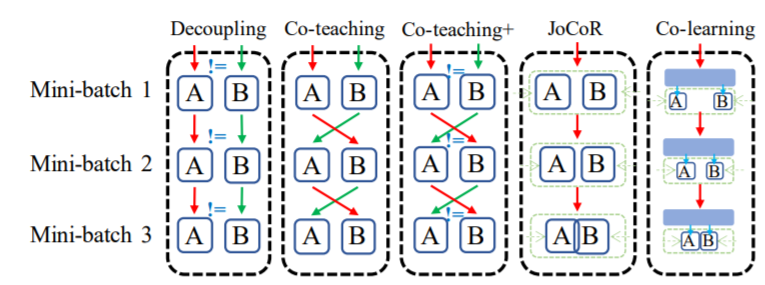 Decoupling Co-teaching Co-teaching+ JoCoR Co-learning
!= !=
Mini-batch 1 A B A B A B A B A B
!= !=
Mini-batch 2 A B A B A B A B A B
!= !=
Mini-batch 3 A B A B A B A B A B